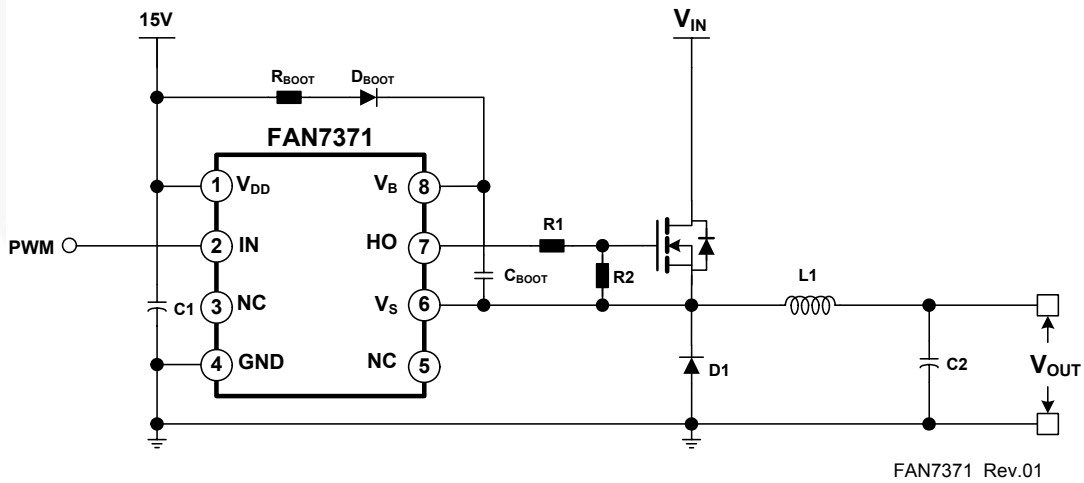 15V
V_IN
R_BOOT
D_BOOT
FAN7371
1 V_DD
V_B 8
PWM
2 IN
HO 7
R1
R2
L1
C_BOOT
C1
3 NC
V_S 6
4 GND
NC 5
D1
C2
V_OUT
FAN7371 Rev.01